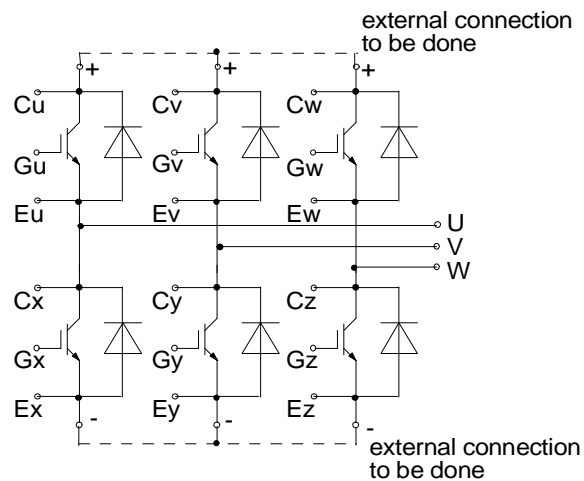 external connection
to be done
+ + +
Cu Cv Cw
Gu Gv Gw
Eu Ev Ew
U
V
W
Cx Cy Cz
Gx Gy Gz
Ex Ey Ez
- - -
external connection
to be done